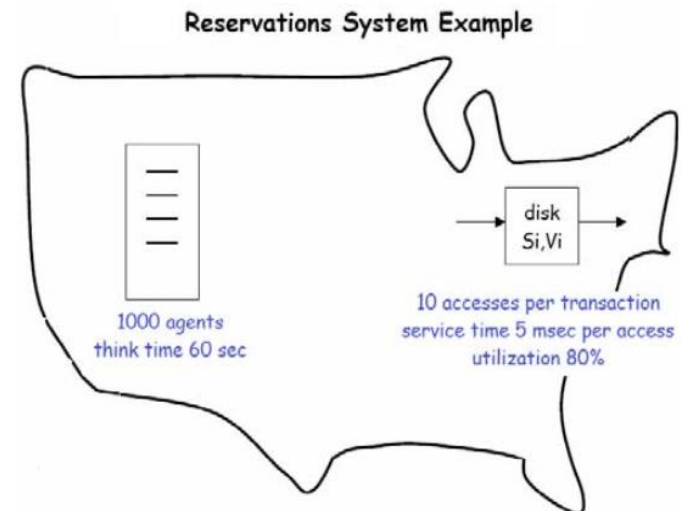 Reservations System Example
disk
Si,Vi
1000 agents
think time 60 sec
10 accesses per transaction
service time 5 msec per access
utilization 80%